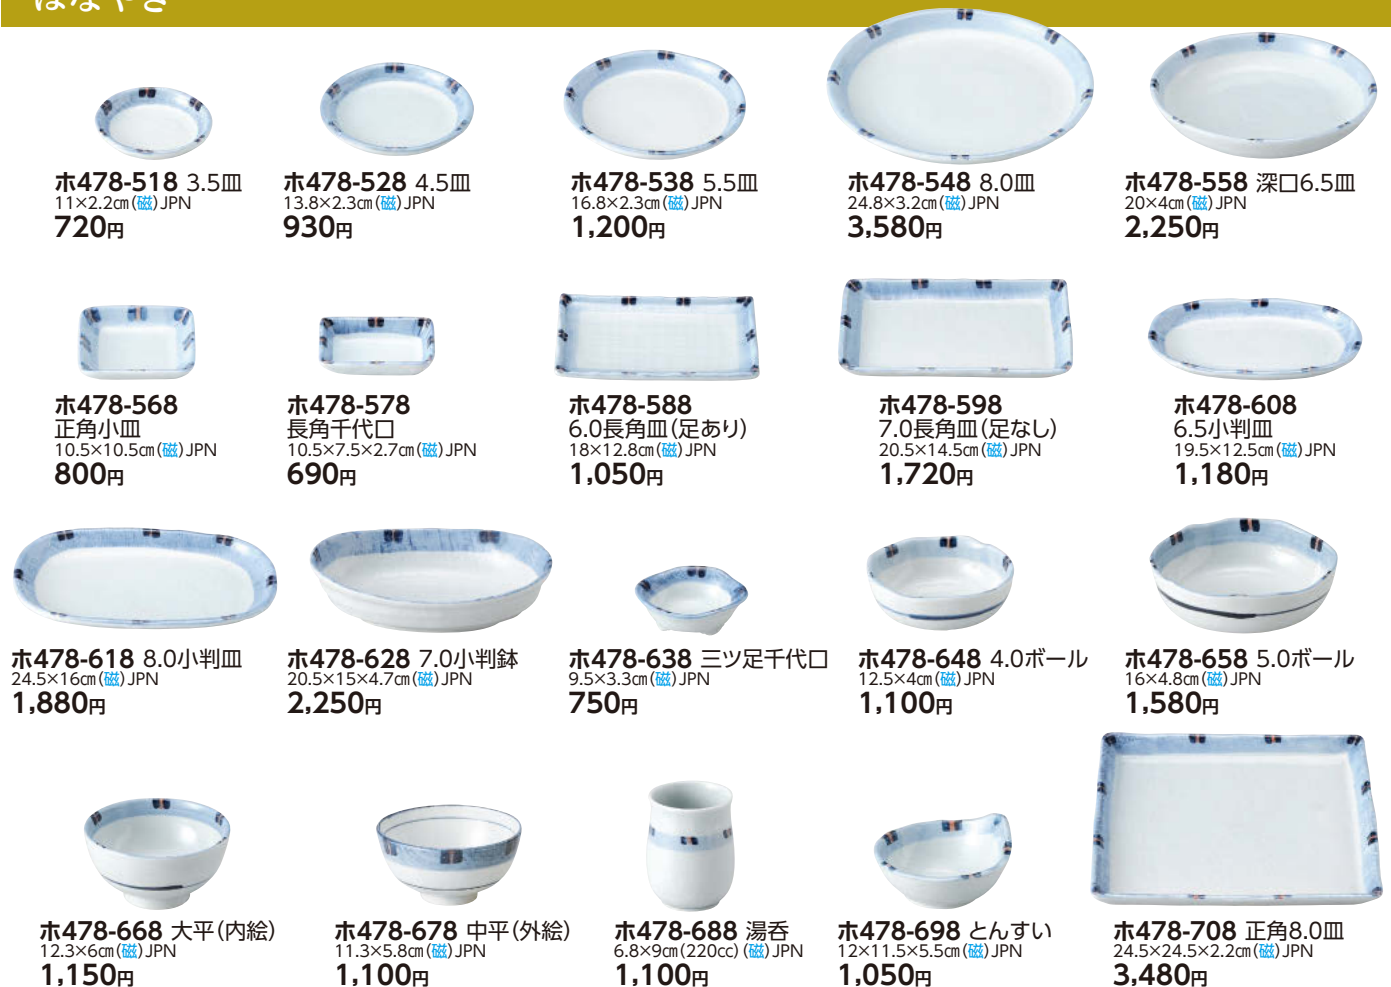 はなやぎ
ホ478-518 3.5皿
11×2.2㎝(磁)JPN
720円
ホ478-528 4.5皿
13.8×2.3㎝(磁)JPN
930円
ホ478-538 5.5皿
16.8×2.3㎝(磁)JPN
1,200円
ホ478-548 8.0皿
24.8×3.2㎝(磁)JPN
3,580円
ホ478-558 深口6.5皿
20×4㎝(磁)JPN
2,250円
ホ478-568
正角小皿
10.5×10.5㎝(磁)JPN
800円
ホ478-578
長角千代口
10.5×7.5×2.7㎝(磁)JPN
690円
ホ478-588
6.0長角皿(足あり)
18×12.8㎝(磁)JPN
1,050円
ホ478-598
7.0長角皿(足なし)
20.5×14.5㎝(磁)JPN
1,720円
ホ478-608
6.5小判皿
19.5×12.5㎝(磁)JPN
1,180円
ホ478-618 8.0小判皿
24.5×16㎝(磁)JPN
1,880円
ホ478-628 7.0小判鉢
20.5×15×4.7㎝(磁)JPN
2,250円
ホ478-638 三ツ足千代口
9.5×3.3㎝(磁)JPN
750円
ホ478-648 4.0ボール
12.5×4㎝(磁)JPN
1,100円
ホ478-658 5.0ボール
16×4.8㎝(磁)JPN
1,580円
ホ478-668 大平(内絵)
12.3×6㎝(磁)JPN
1,150円
ホ478-678 中平(外絵)
11.3×5.8㎝(磁)JPN
1,100円
ホ478-688 湯呑
6.8×9㎝(220cc)(磁)JPN
1,100円
ホ478-698 とんすい
12×11.5×5.5㎝(磁)JPN
1,050円
ホ478-708 正角8.0皿
24.5×24.5×2.2㎝(磁)JPN
3,480円